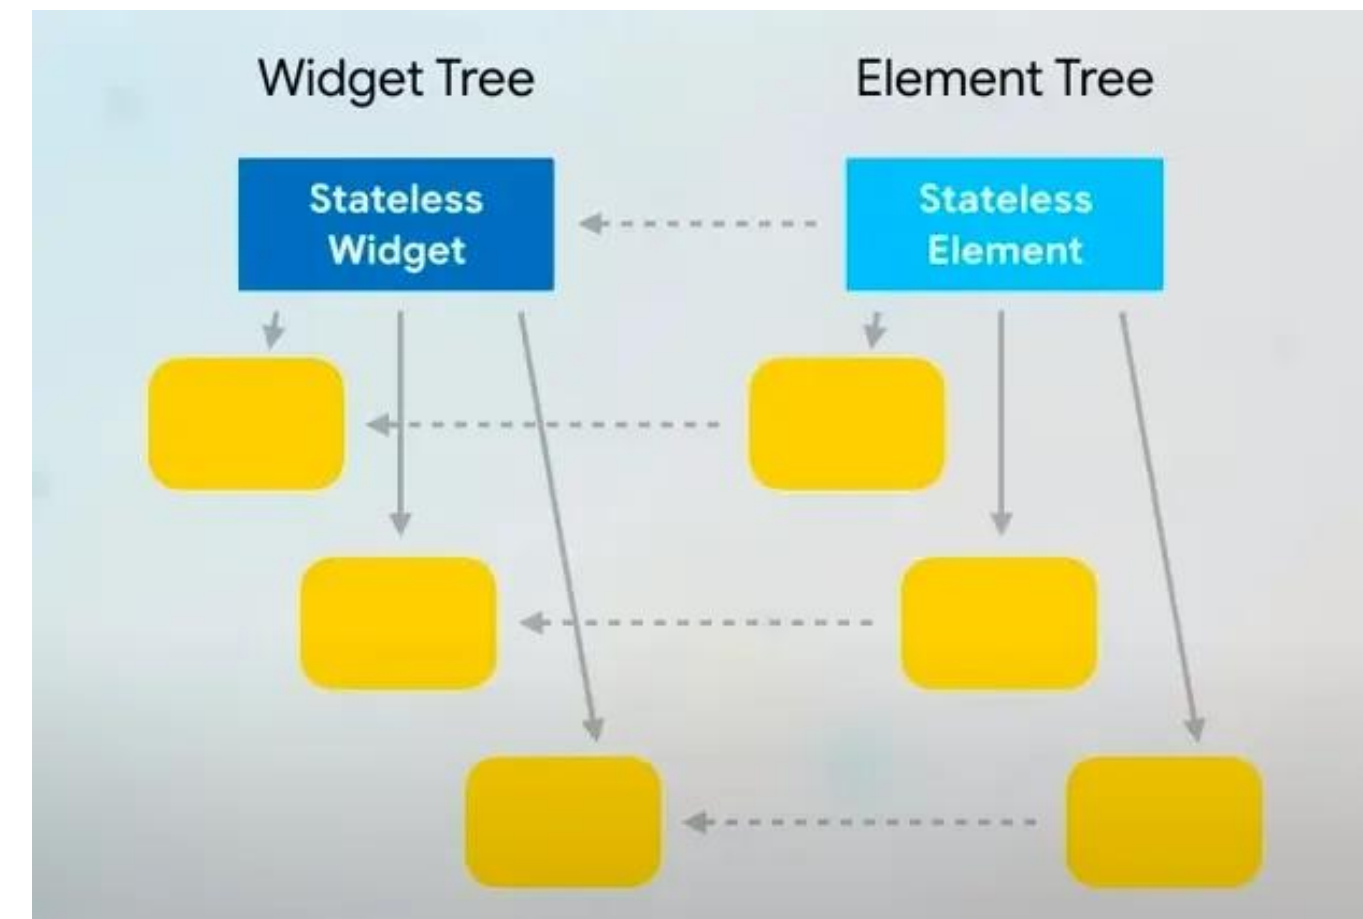 Widget Tree
Element Tree
Stateless
Widget
Stateless
Element